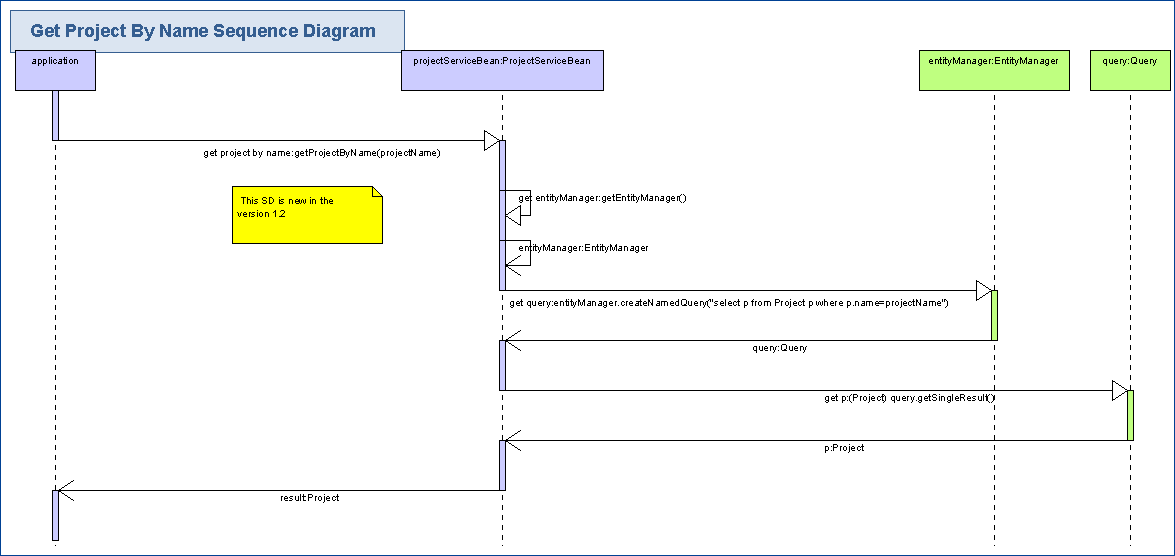 Get Project By Name Sequence Diagram
application
projectServiceBean:ProjectServiceBean
entityManager:EntityManager
query:Query
get project by name:getProjectByName(projectName)
This SD is new in the
version 1.2
get entityManager:getEntityManager()
entityManager:EntityManager
get query:entityManager.createNamedQuery("select p from Project p where p.name=projectName")
query:Query
get p:(Project) query.getSingleResult()
p:Project
result:Project